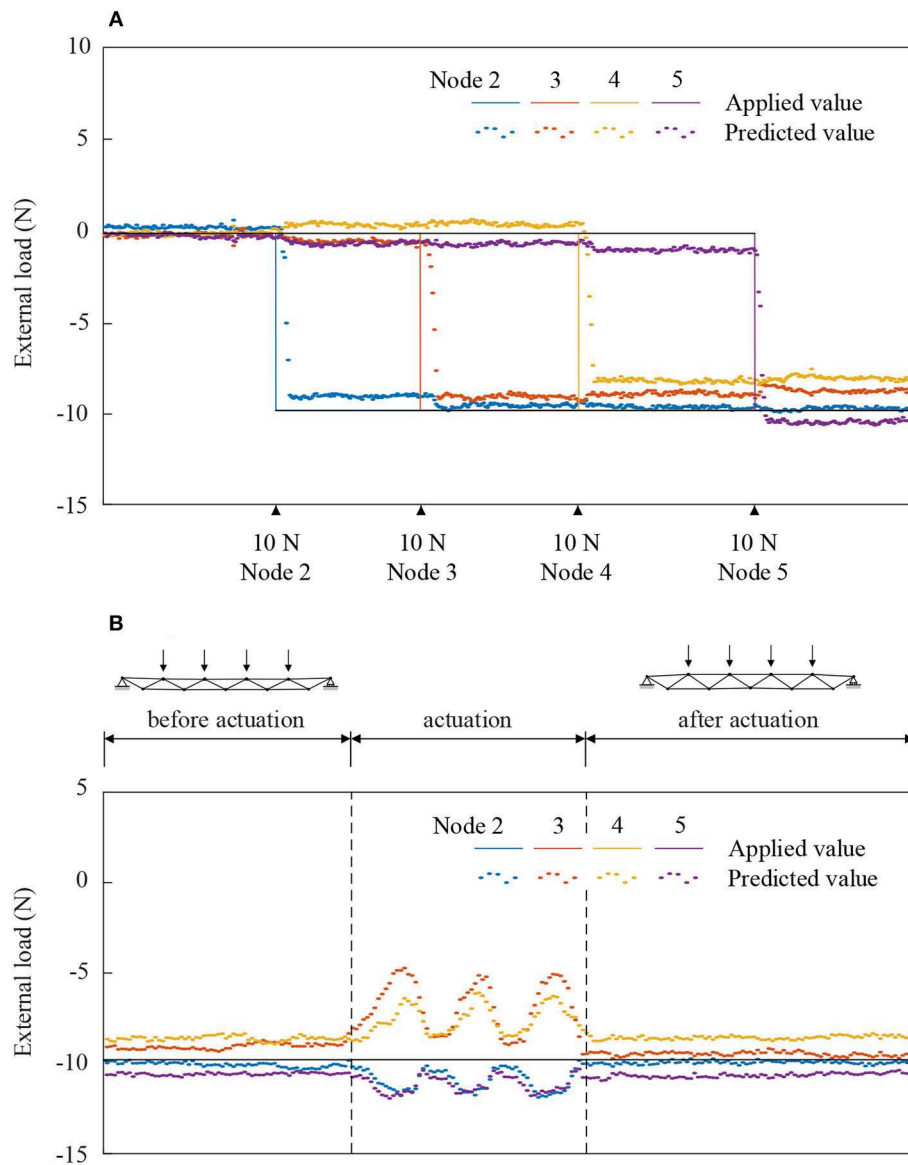 A
10
5
0
-5
-10
-15
External load (N)
Node 2 3 4 5
Applied value
Predicted value
10 N 10 N 10 N 10 N
Node 2 Node 3 Node 4 Node 5
B
before actuation actuation after actuation
5
0
-5
-10
-15
External load (N)
Node 2 3 4 5
Applied value
Predicted value